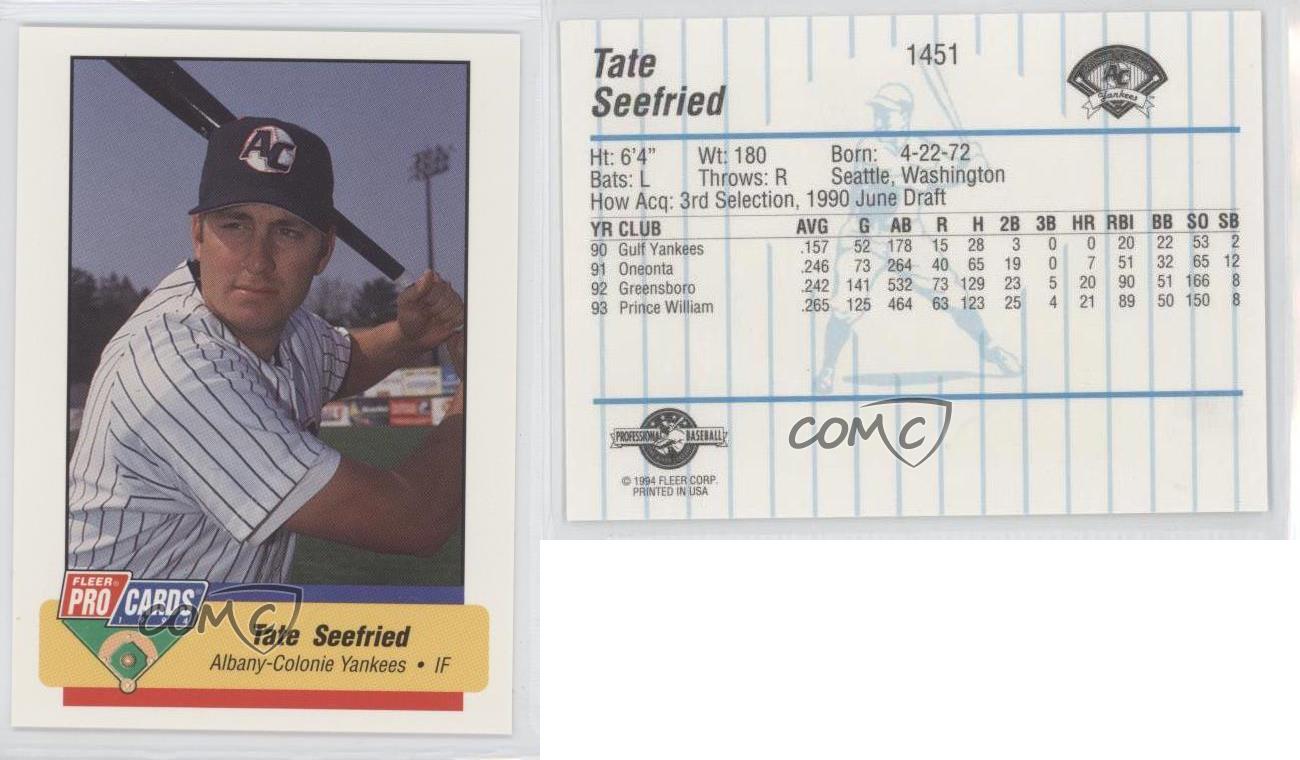 AC
FLEER®
PRO CARDS™
1994
COMC
Tate Seefried
Albany-Colonie Yankees • IF
Tate
Seefried
1451
AC
Yankees
Ht: 6'4" Wt: 180 Born: 4-22-72
Bats: L Throws: R Seattle, Washington
How Acq: 3rd Selection, 1990 June Draft
YR CLUB AVG G AB R H 2B 3B HR RBI BB SO SB
90 Gulf Yankees .157 52 178 15 28 3 0 0 20 22 53 2
91 Oneonta .246 73 264 40 65 19 0 7 51 32 65 12
92 Greensboro .242 141 532 73 129 23 5 20 90 51 166 8
93 Prince William .265 125 464 63 123 25 4 21 89 50 150 8
PROFESSIONAL BASEBALL
COMC
© 1994 FLEER CORP.
PRINTED IN USA